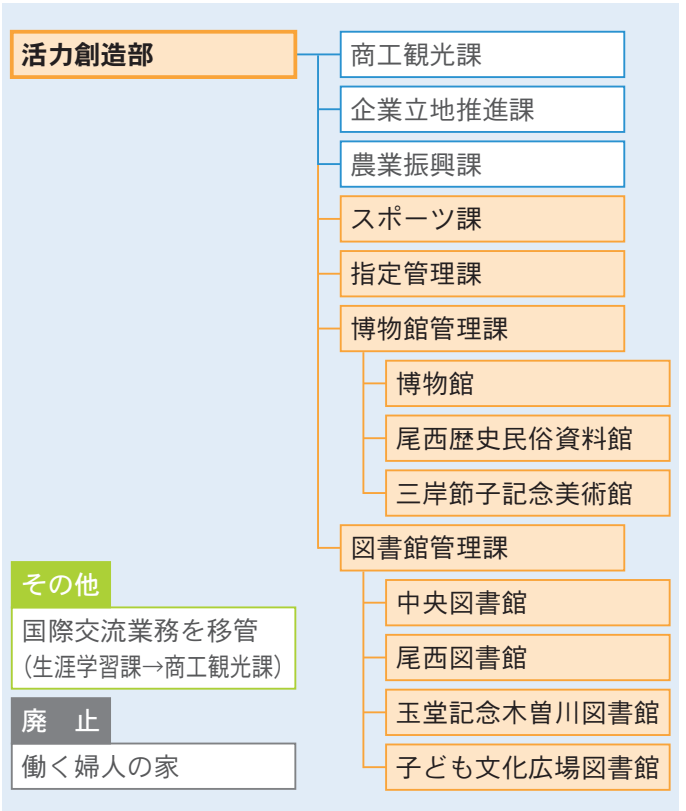 活力創造部
商工観光課
企業立地推進課
農業振興課
スポーツ課
指定管理課
博物館管理課
博物館
尾西歴史民俗資料館
三岸節子記念美術館
図書館管理課
中央図書館
尾西図書館
玉堂記念木曽川図書館
子ども文化広場図書館
その他
国際交流業務を移管
(生涯学習課→商工観光課)
廃　止
働く婦人の家